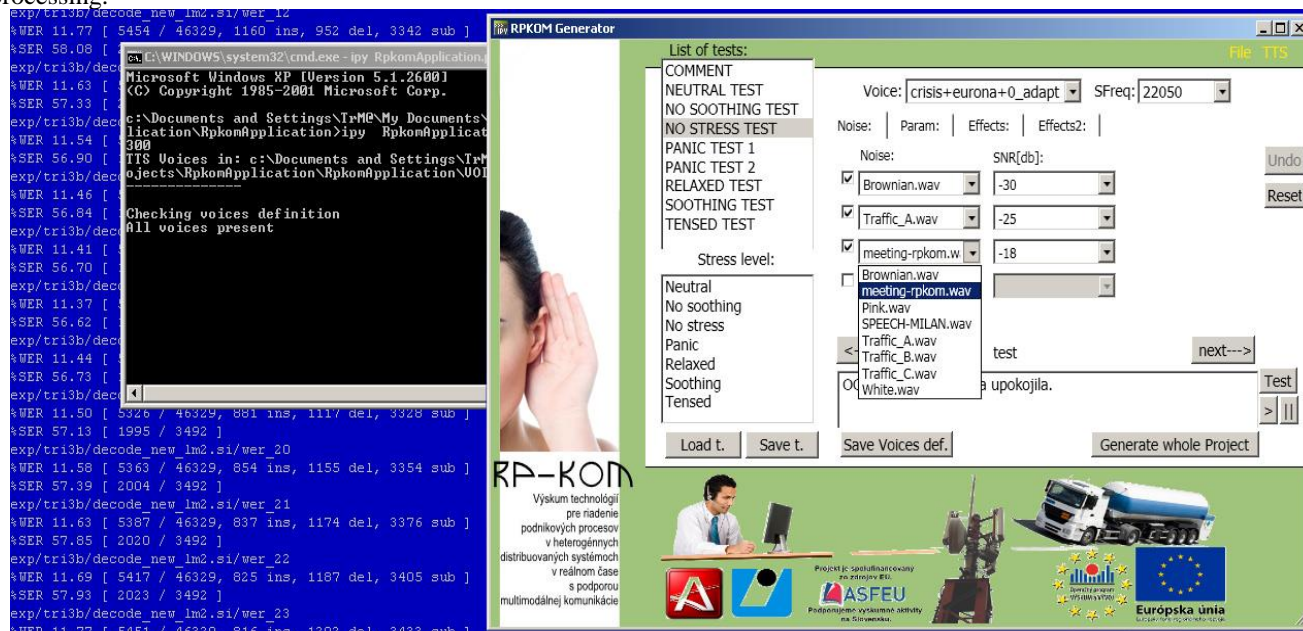 processing.
exp/tri3b/decode_new_lm2.si/wer_12
%WER 11.77 [ 5454 / 46329, 1160 ins, 952 del, 3342 sub ]
%SER 58.08 [
exp/tri3b/dec
%WER 11.63 [
%SER 57.33 [
exp/tri3b/dec
%WER 11.54 [
%SER 56.90 [
exp/tri3b/dec
%WER 11.46 [
%SER 56.84 [
exp/tri3b/dec
%WER 11.41 [
%SER 56.70 [
exp/tri3b/dec
%WER 11.37 [
%SER 56.62 [
exp/tri3b/dec
%WER 11.44 [
%SER 56.73 [
exp/tri3b/dec
%WER 11.50 [ 5326 / 46329, 881 ins, 1117 del, 3328 sub ]
%SER 57.13 [ 1995 / 3492 ]
exp/tri3b/decode_new_lm2.si/wer_20
%WER 11.58 [ 5363 / 46329, 854 ins, 1155 del, 3354 sub ]
%SER 57.39 [ 2004 / 3492 ]
exp/tri3b/decode_new_lm2.si/wer_21
%WER 11.63 [ 5387 / 46329, 837 ins, 1174 del, 3376 sub ]
%SER 57.85 [ 2020 / 3492 ]
exp/tri3b/decode_new_lm2.si/wer_22
%WER 11.69 [ 5417 / 46329, 825 ins, 1187 del, 3405 sub ]
%SER 57.93 [ 2023 / 3492 ]
exp/tri3b/decode_new_lm2.si/wer_23
C:\WINDOWS\system32\cmd.exe - ipy RpkomApplication.
Microsoft Windows XP [Version 5.1.2600]
(C) Copyright 1985-2001 Microsoft Corp.
c:\Documents and Settings\TrM@\My Documents\
lication\RpkomApplication>ipy RpkomApplicat
300
TTS Voices in: c:\Documents and Settings\TrM
ojects\RpkomApplication\RpkomApplication\VOI
--------------
Checking voices definition
All voices present
RPKOM Generator
File TTS
List of tests:
COMMENT
NEUTRAL TEST
NO SOOTHING TEST
NO STRESS TEST
PANIC TEST 1
PANIC TEST 2
RELAXED TEST
SOOTHING TEST
TENSED TEST
Stress level:
Neutral
No soothing
No stress
Panic
Relaxed
Soothing
Tensed
Load t. Save t.
Voice: crisis+eurona+0_adapt SFreq: 22050
Noise: Param: Effects: Effects2:
Noise: SNR[db]:
Brownian.wav -30
Traffic_A.wav -25
meeting-rpkom.w -18
Brownian.wav
meeting-rpkom.wav
Pink.wav
SPEECH-MILAN.wav
Traffic_A.wav
Traffic_B.wav
Traffic_C.wav
White.wav
Undo
Reset
<- test next--->
a upokojila.
Test
> ||
Save Voices def. Generate whole Project
RP-KOM
Výskum technológií
pre riadenie
podnikových procesov
v heterogénnych
distribuovaných systémoch
v reálnom čase
s podporou
multimodálnej komunikácie
Projekt je spolufinancovaný
zo zdrojov EÚ.
ASFEU
Podporujeme výskumné aktivity
na Slovensku.
Európska únia